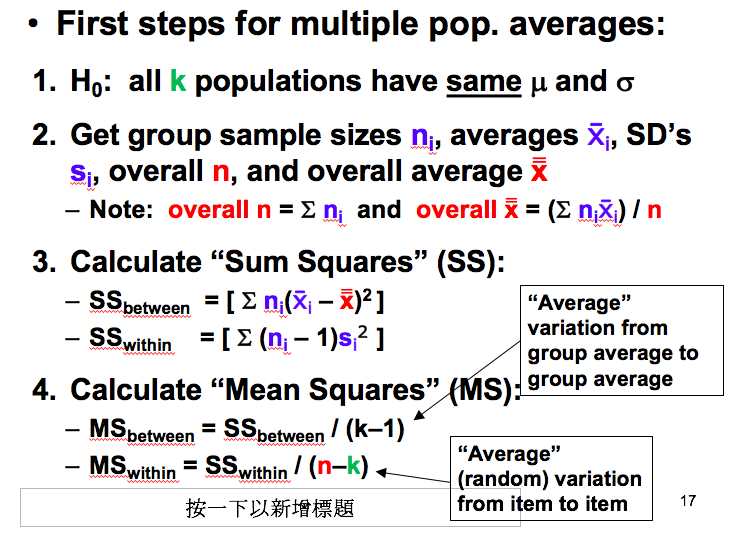 • First steps for multiple pop. averages:
1. H₀: all k populations have same μ and σ
2. Get group sample sizes nᵢ, averages x̄ᵢ, SD’s
sᵢ, overall n, and overall average x̿
– Note: overall n = Σ nᵢ and overall x̿ = (Σ nᵢx̄ᵢ) / n
3. Calculate “Sum Squares” (SS):
– SSbetween = [ Σ nᵢ(x̄ᵢ – x̿)² ]
– SSwithin = [ Σ (nᵢ – 1)sᵢ² ]
“Average”
variation from
group average to
group average
4. Calculate “Mean Squares” (MS):
– MSbetween = SSbetween / (k–1)
– MSwithin = SSwithin / (n–k)
“Average”
(random) variation
from item to item
按一下以新增標題
17